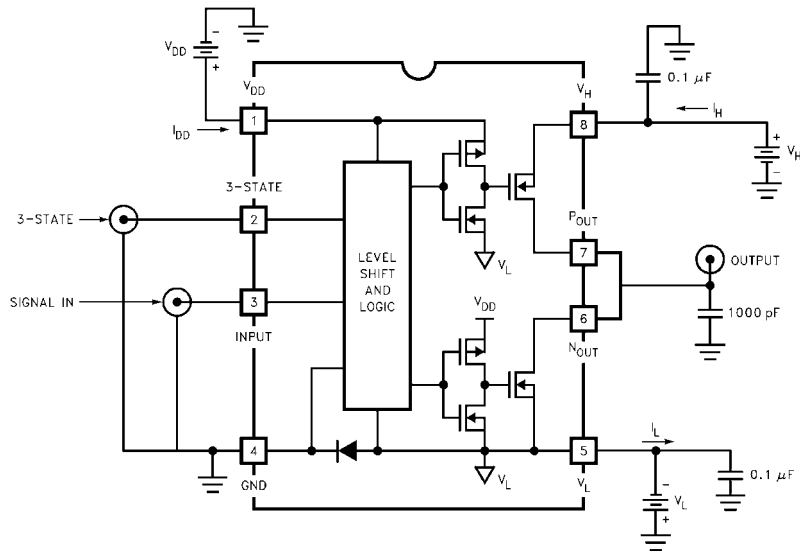 V_DD
-
+
V_DD
I_DD
1
3-STATE
3-STATE
2
SIGNAL IN
3
INPUT
4
GND
LEVEL
SHIFT
AND
LOGIC
V_L
V_DD
V_L
V_H
8
P_OUT
7
6
N_OUT
5
V_L
0.1 μF
I_H
+
V_H
-
OUTPUT
1000 pF
I_L
-
V_L
+
0.1 μF